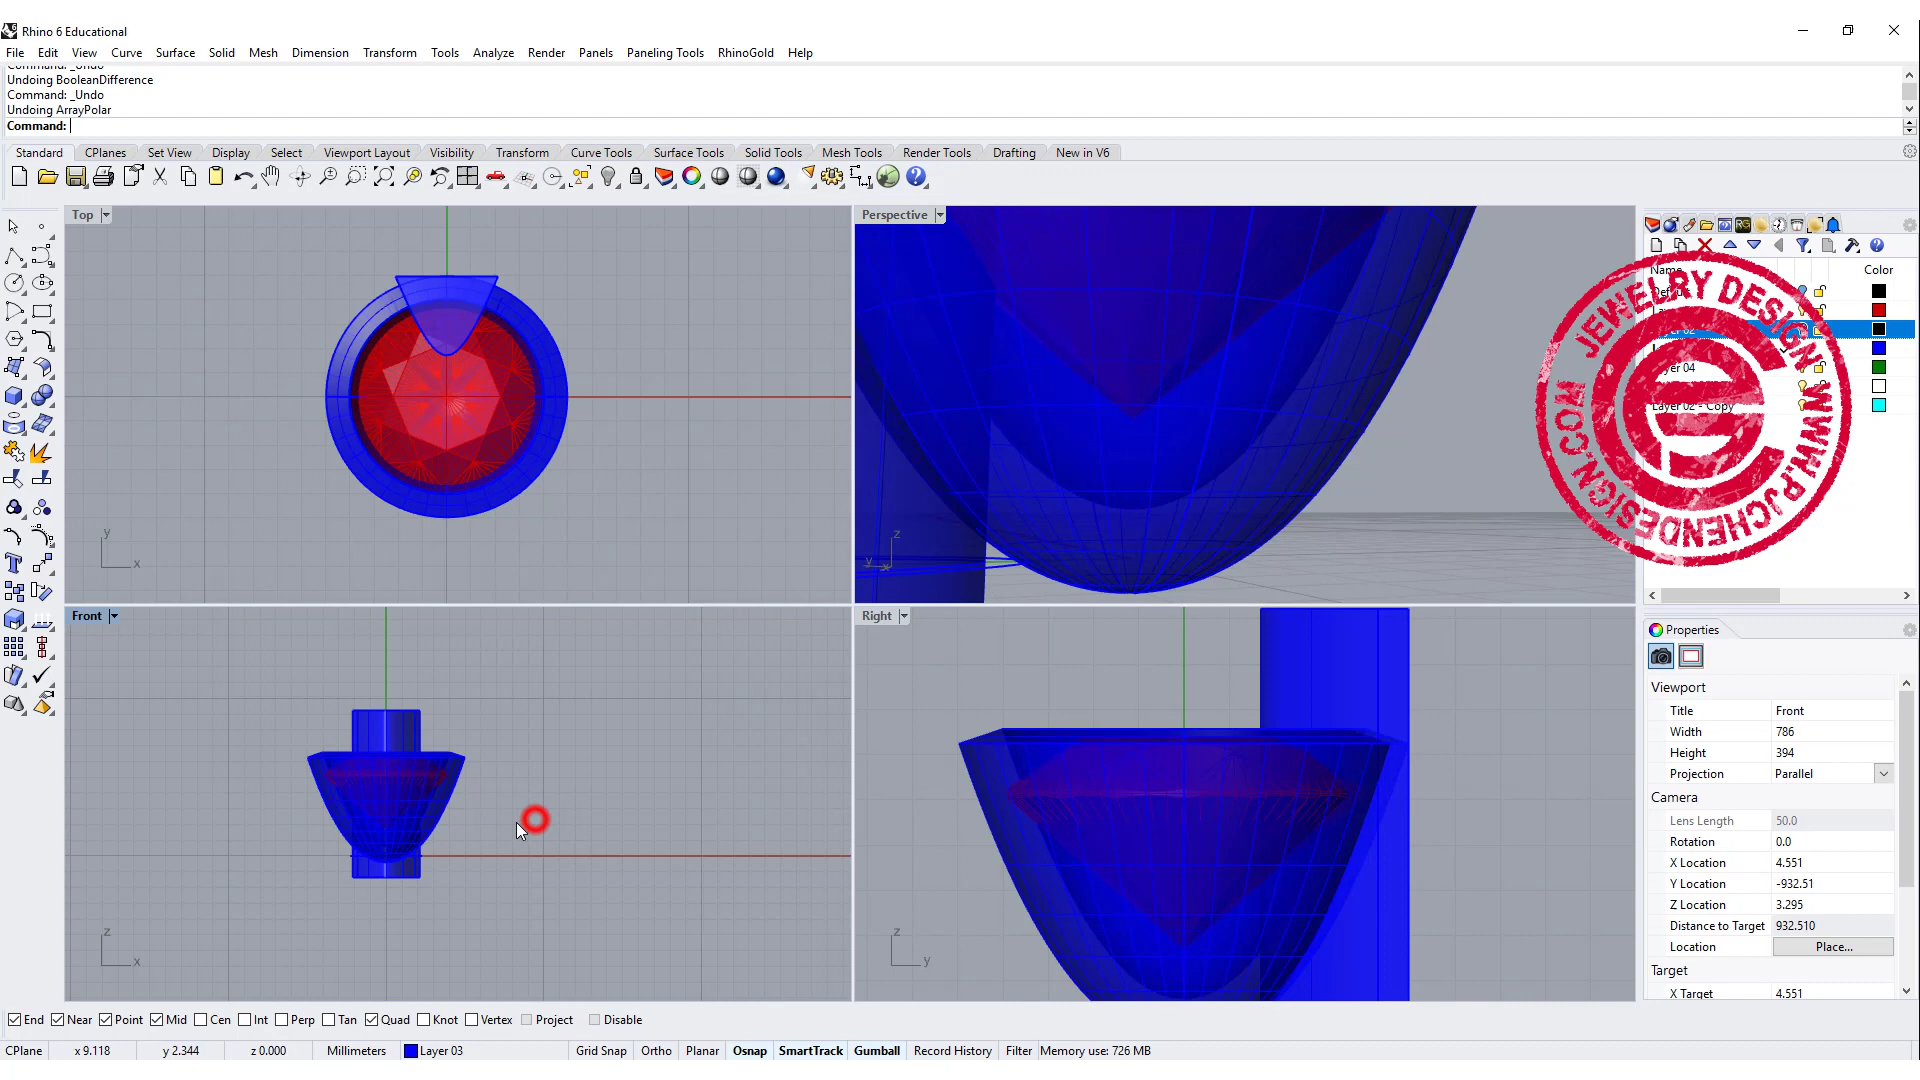 Rhino 6 Educational
File Edit View Curve Surface Solid Mesh Dimension Transform Tools Analyze Render Panels Paneling Tools RhinoGold Help
Command: _Undo
Undoing BooleanDifference
Command: _Undo
Undoing ArrayPolar
Command:
Standard CPlanes Set View Display Select Viewport Layout Visibility Transform Curve Tools Surface Tools Solid Tools Mesh Tools Render Tools Drafting New in V6
Top
Perspective
Name Color
Layer 04
Layer 02 - Copy
JEWELRY DESIGN WWW.PJCHENDESIGN.COM
y
x
z
y x
Front
Right
z
x
z
y
Properties
Viewport
Title Front
Width 786
Height 394
Projection Parallel
Camera
Lens Length 50.0
Rotation 0.0
X Location 4.551
Y Location -932.51
Z Location 3.295
Distance to Target 932.510
Location Place...
Target
X Target 4.551
End Near Point Mid Cen Int Perp Tan Quad Knot Vertex Project Disable
CPlane x 9.118 y 2.344 z 0.000 Millimeters Layer 03 Grid Snap Ortho Planar Osnap SmartTrack Gumball Record History Filter Memory use: 726 MB